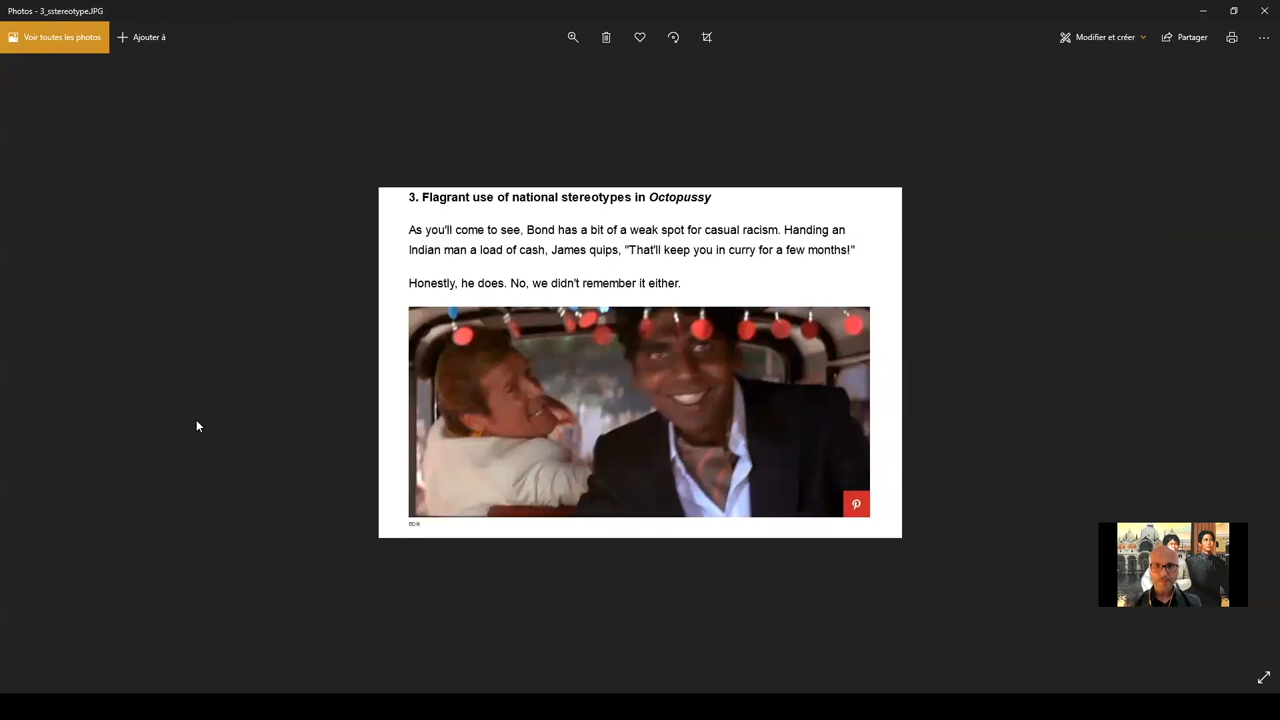 Photos - 3_sstereotype.JPG
Voir toutes les photos
Ajouter à
Modifier et créer
Partager
3. Flagrant use of national stereotypes in Octopussy
As you'll come to see, Bond has a bit of a weak spot for casual racism. Handing an
Indian man a load of cash, James quips, "That'll keep you in curry for a few months!"
Honestly, he does. No, we didn't remember it either.
EON